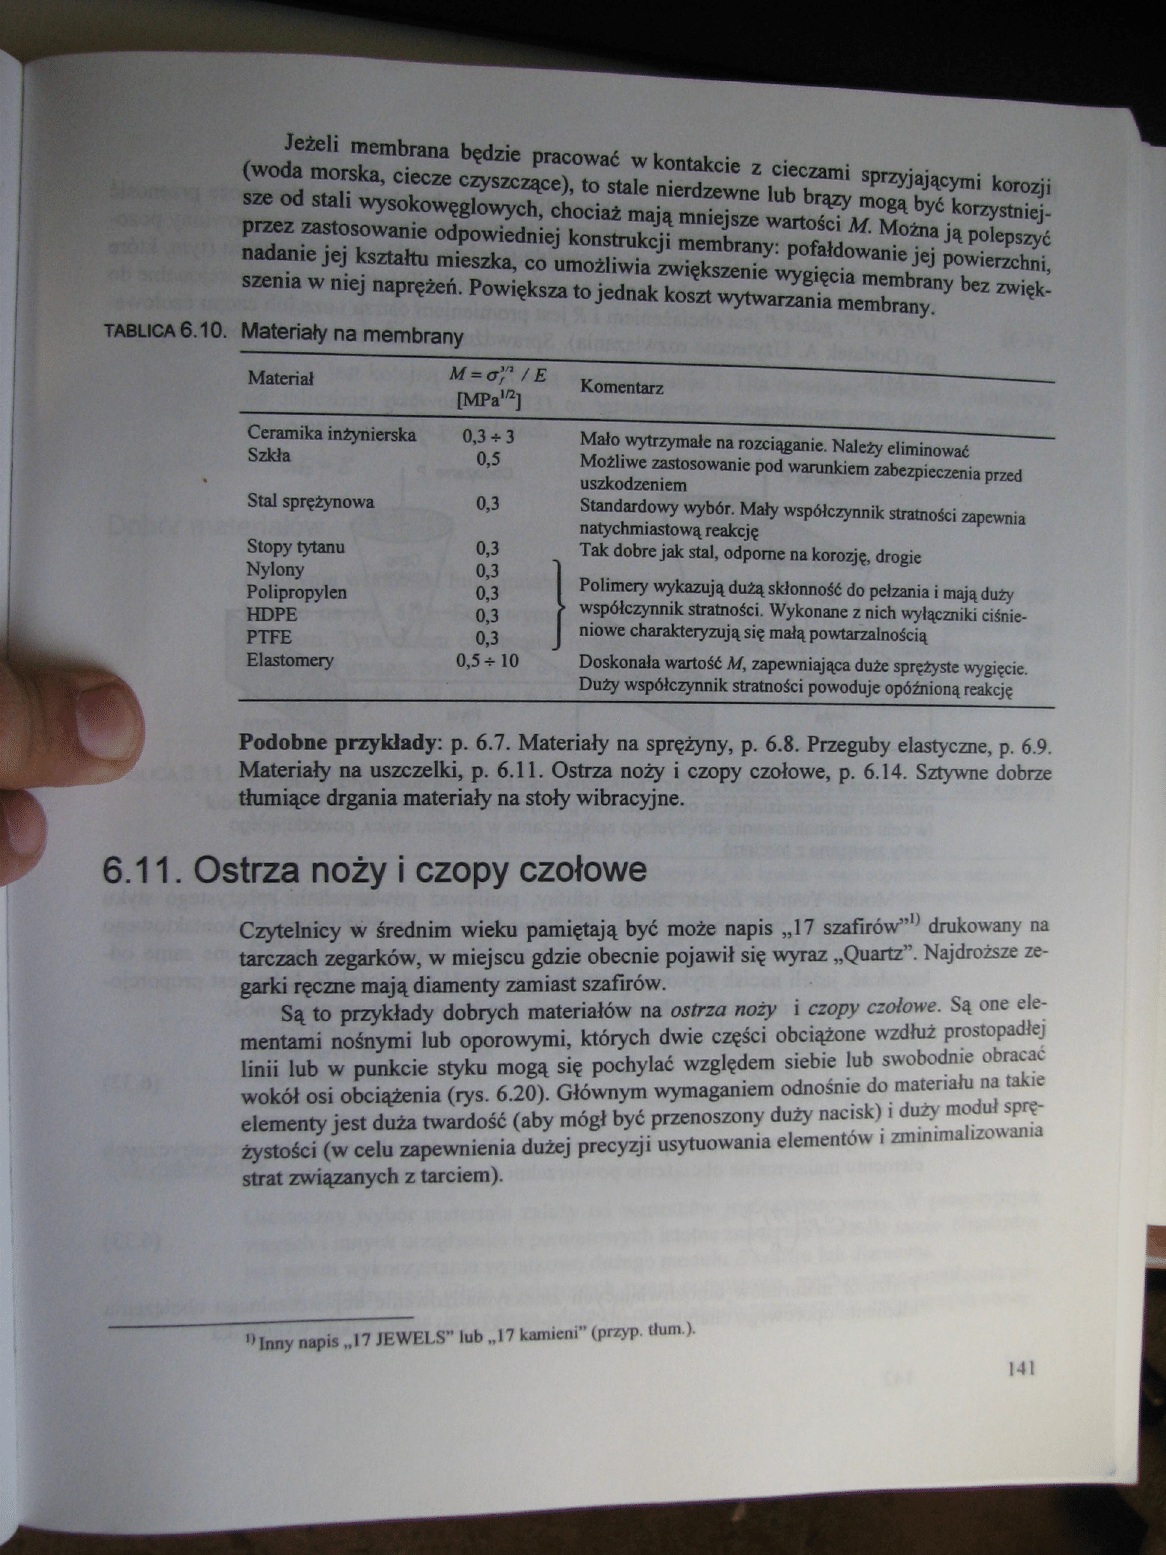 Jeżeli membrana będzie pracować w kontakcie z cieczami sprzyjającymi korozji
(woda morska, ciecze czyszczące), to stale nierdzewne lub brązy mogą być korzystniej-
sze od stali wysokowęglowych, chociaż mają mniejsze wartości M. Można ją polepszyć
przez zastosowanie odpowiedniej konstrukcji membrany: pofałdowanie jej powierzchni,
nadanie jej kształtu mieszka, co umożliwia zwiększenie wygięcia membrany bez zwięk-
szenia w niej naprężeń. Powiększa to jednak koszt wytwarzania membrany.
TABLICA 6.10. Materiały na membrany
Materiał M = σ_f^{3/2} / E [MPa^{1/2}] Komentarz
Ceramika inżynierska 0,3 ÷ 3 Mało wytrzymałe na rozciąganie. Należy eliminować
Szkła 0,5 Możliwe zastosowanie pod warunkiem zabezpieczenia przed
uszkodzeniem
Stal sprężynowa 0,3 Standardowy wybór. Mały współczynnik stratności zapewnia
natychmiastową reakcję
Stopy tytanu 0,3 Tak dobre jak stal, odporne na korozję, drogie
Nylony 0,3
Polipropylen 0,3 Polimery wykazują dużą skłonność do pełzania i mają duży
HDPE 0,3 współczynnik stratności. Wykonane z nich wyłączniki ciśnie-
PTFE 0,3 niowe charakteryzują się małą powtarzalnością
Elastomery 0,5 ÷ 10 Doskonała wartość M, zapewniająca duże sprężyste wygięcie.
Duży współczynnik stratności powoduje opóźnioną reakcję
Podobne przykłady: p. 6.7. Materiały na sprężyny, p. 6.8. Przeguby elastyczne, p. 6.9.
Materiały na uszczelki, p. 6.11. Ostrza noży i czopy czołowe, p. 6.14. Sztywne dobrze
tłumiące drgania materiały na stoły wibracyjne.
6.11. Ostrza noży i czopy czołowe
Czytelnicy w średnim wieku pamiętają być może napis „17 szafirów”¹⁾ drukowany na
tarczach zegarków, w miejscu gdzie obecnie pojawił się wyraz „Quartz”. Najdroższe ze-
garki ręczne mają diamenty zamiast szafirów.
Są to przykłady dobrych materiałów na ostrza noży i czopy czołowe. Są one ele-
mentami nośnymi lub oporowymi, których dwie części obciążone wzdłuż prostopadłej
linii lub w punkcie styku mogą się pochylać względem siebie lub swobodnie obracać
wokół osi obciążenia (rys. 6.20). Głównym wymaganiem odnośnie do materiału na takie
elementy jest duża twardość (aby mógł być przenoszony duży nacisk) i duży moduł sprę-
żystości (w celu zapewnienia dużej precyzji usytuowania elementów i zminimalizowania
strat związanych z tarciem).
¹⁾ Inny napis „17 JEWELS” lub „17 kamieni” (przyp. tłum.).
141